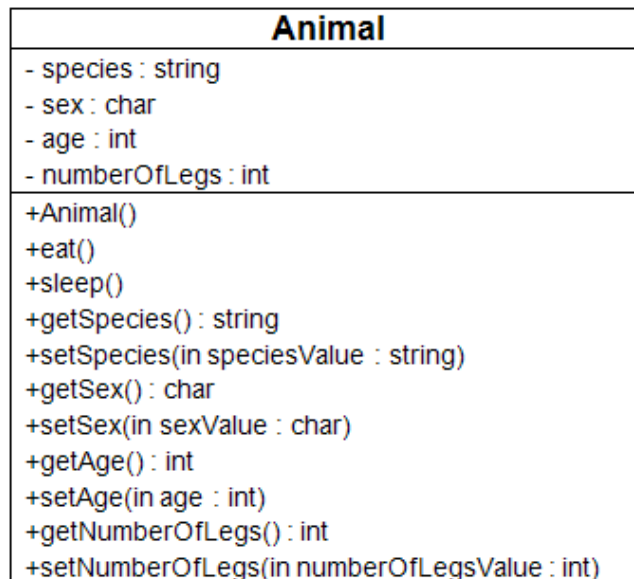 Animal
- species : string
- sex : char
- age : int
- numberOfLegs : int
+Animal()
+eat()
+sleep()
+getSpecies() : string
+setSpecies(in speciesValue : string)
+getSex() : char
+setSex(in sexValue : char)
+getAge() : int
+setAge(in age : int)
+getNumberOfLegs() : int
+setNumberOfLegs(in numberOfLegsValue : int)